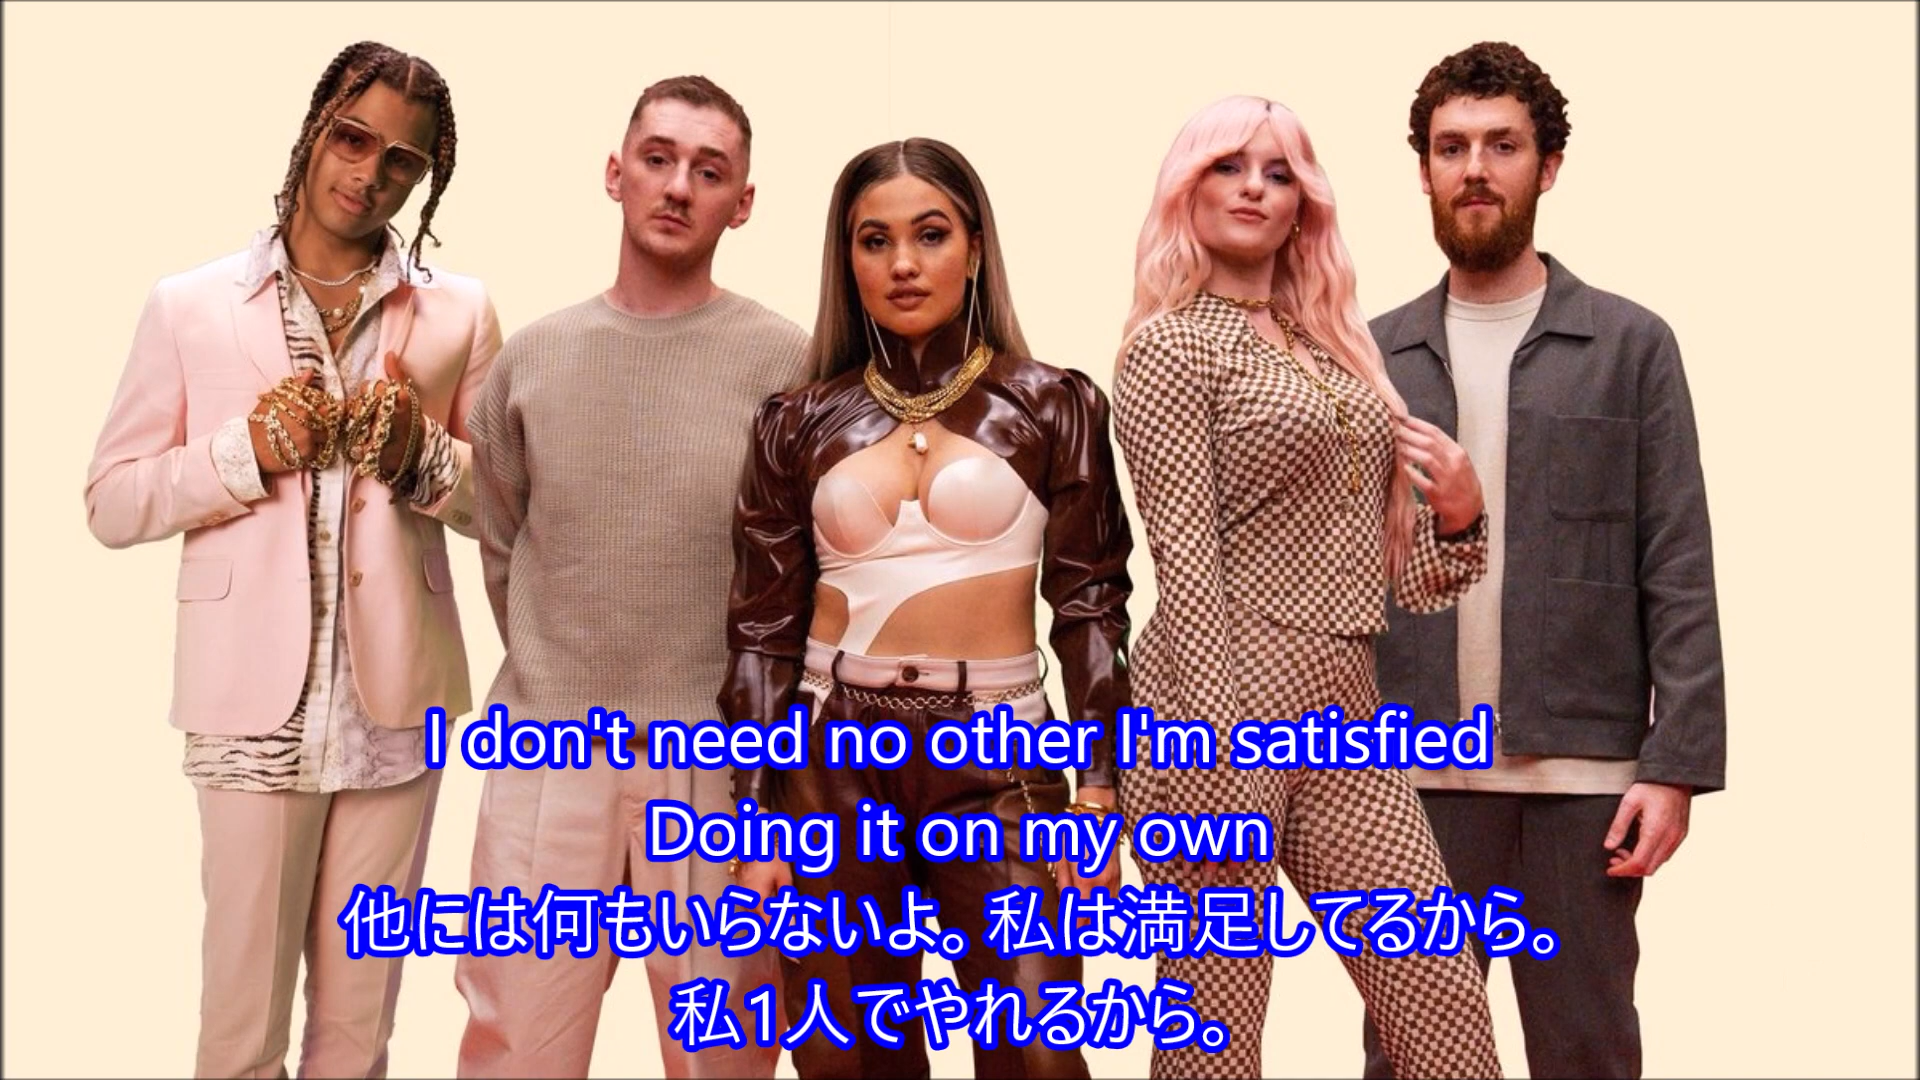 I don't need no other I'm satisfied
Doing it on my own
他には何もいらないよ。私は満足してるから。
私1人でやれるから。